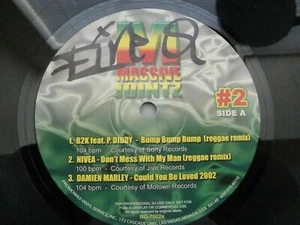 MASSIVE
JOINTZ
#2
SIDE A
1. B2K feat. P. DIDDY - Bump Bump Bump (reggae remix)
104 bpm - Courtesy of Sony Records
2. NIVEA - Don't Mess With My Man (reggae remix)
100 bpm - Courtesy of Jive Records
3. DAMIEN MARLEY - Could You Be Loved 2002
104 bpm - Courtesy of Motown Records